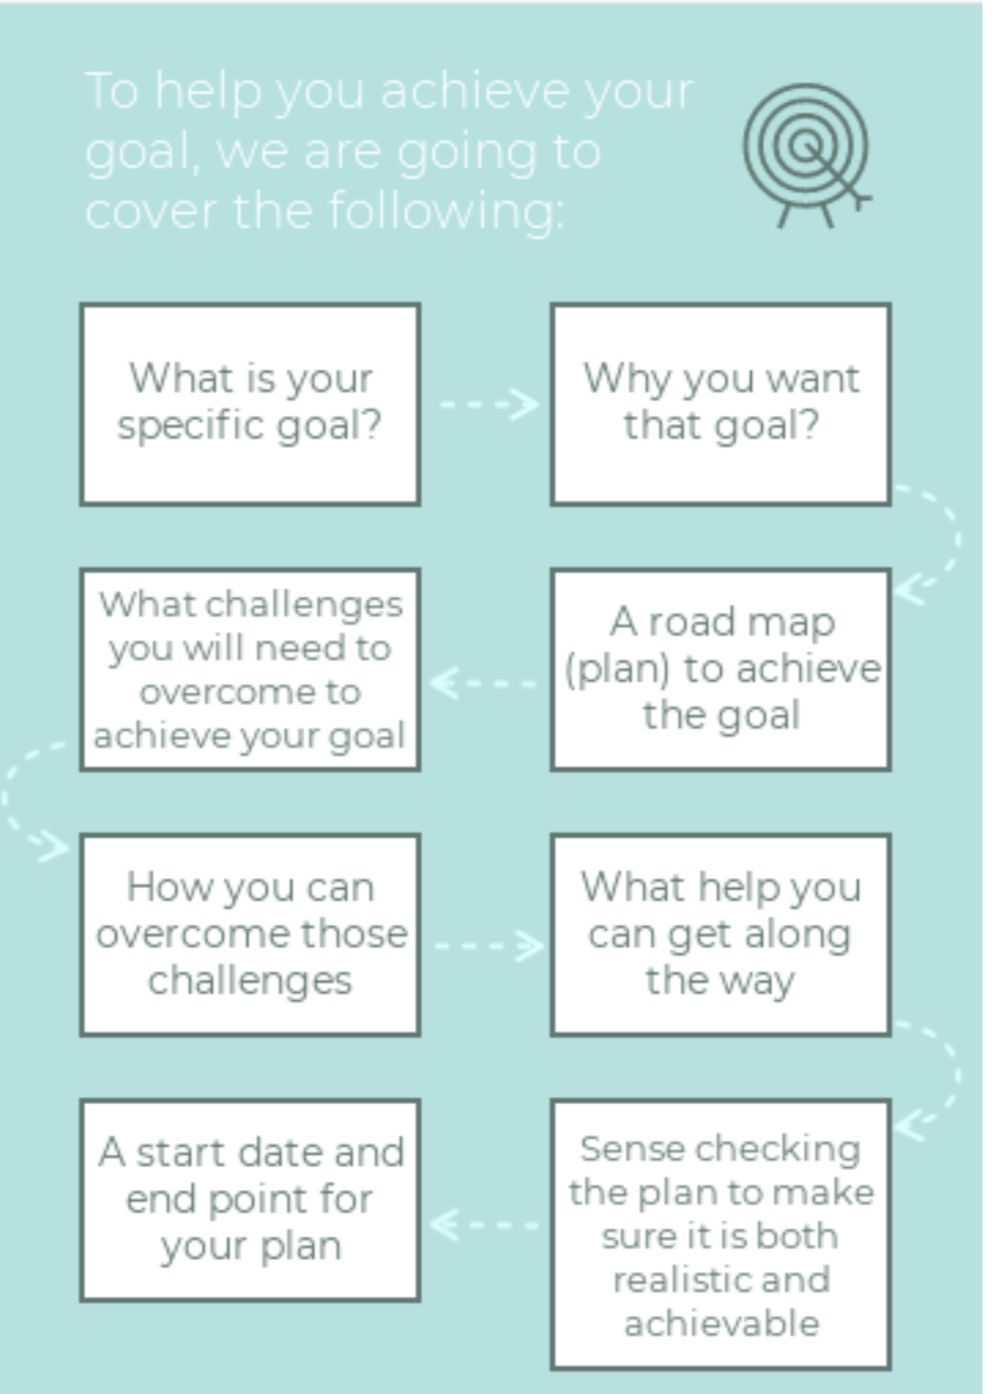 To help you achieve your
goal, we are going to
cover the following:
What is your
specific goal?
Why you want
that goal?
A road map
(plan) to achieve
the goal
What challenges
you will need to
overcome to
achieve your goal
How you can
overcome those
challenges
What help you
can get along
the way
Sense checking
the plan to make
sure it is both
realistic and
achievable
A start date and
end point for
your plan